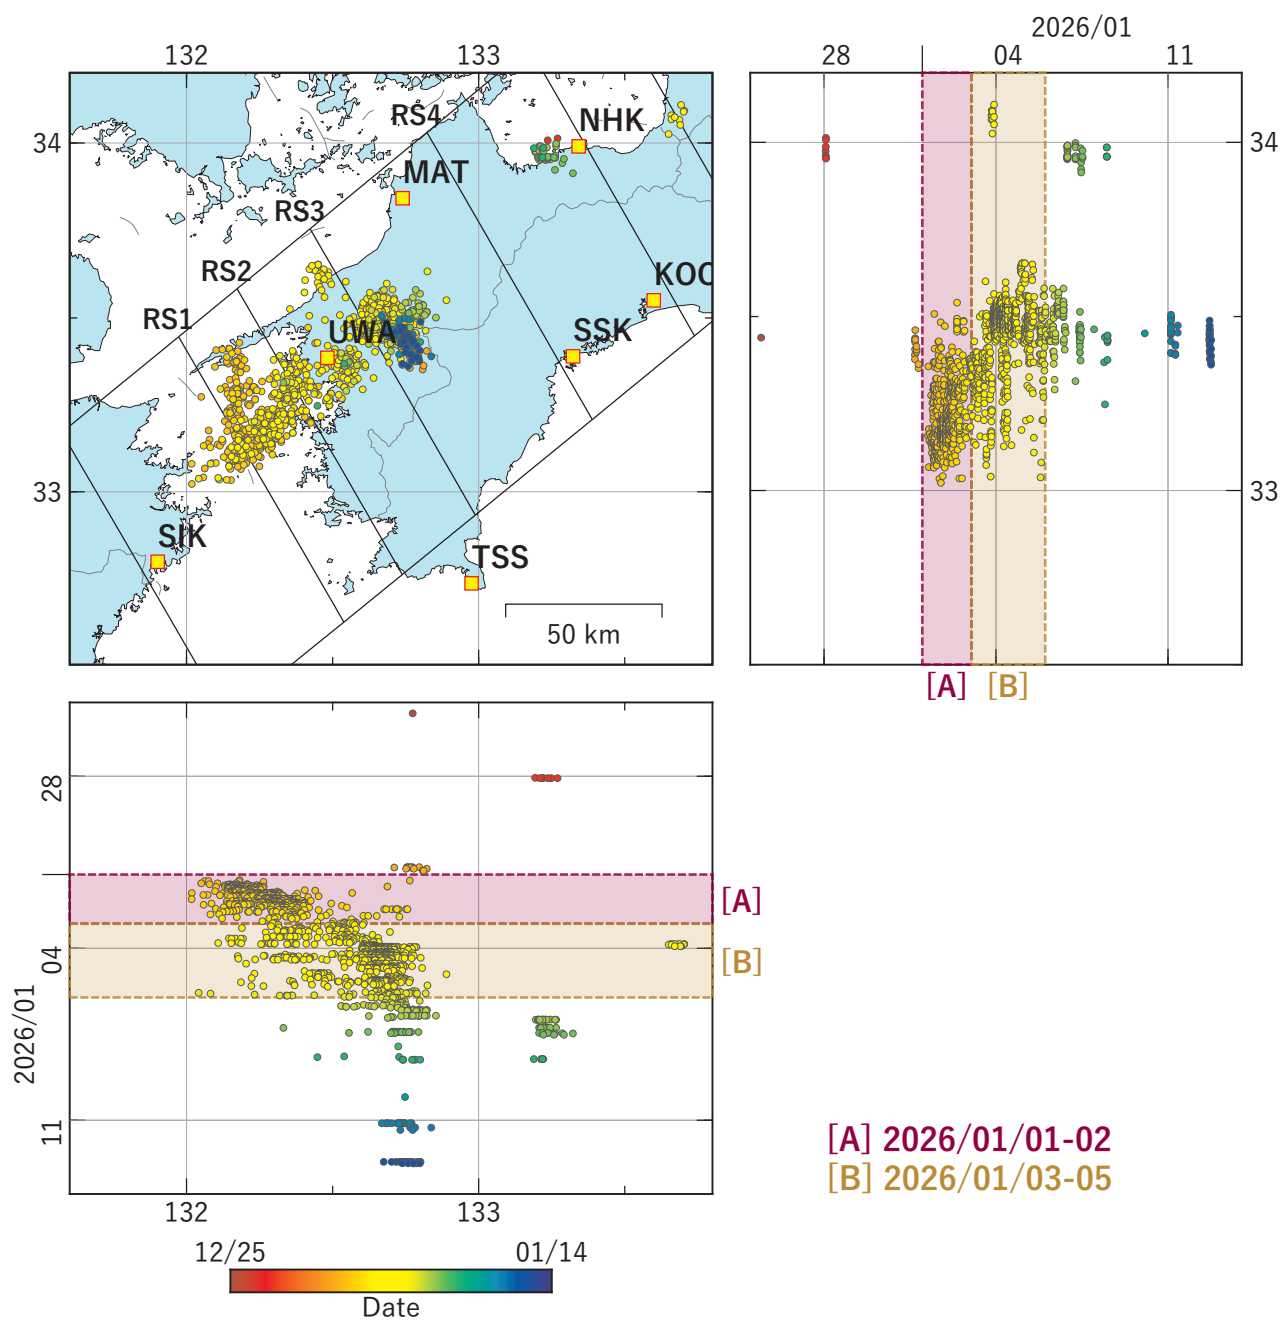 2026/01
132 133 28 04 11
RS4
NHK
34 34
MAT
RS3
RS2
KOC
RS1
UWA
SSK
33 33
SIK
TSS
50 km
[A] [B]
28
[A]
04
[B]
2026/01
11
[A] 2026/01/01-02
[B] 2026/01/03-05
132 133
12/25 01/14
Date